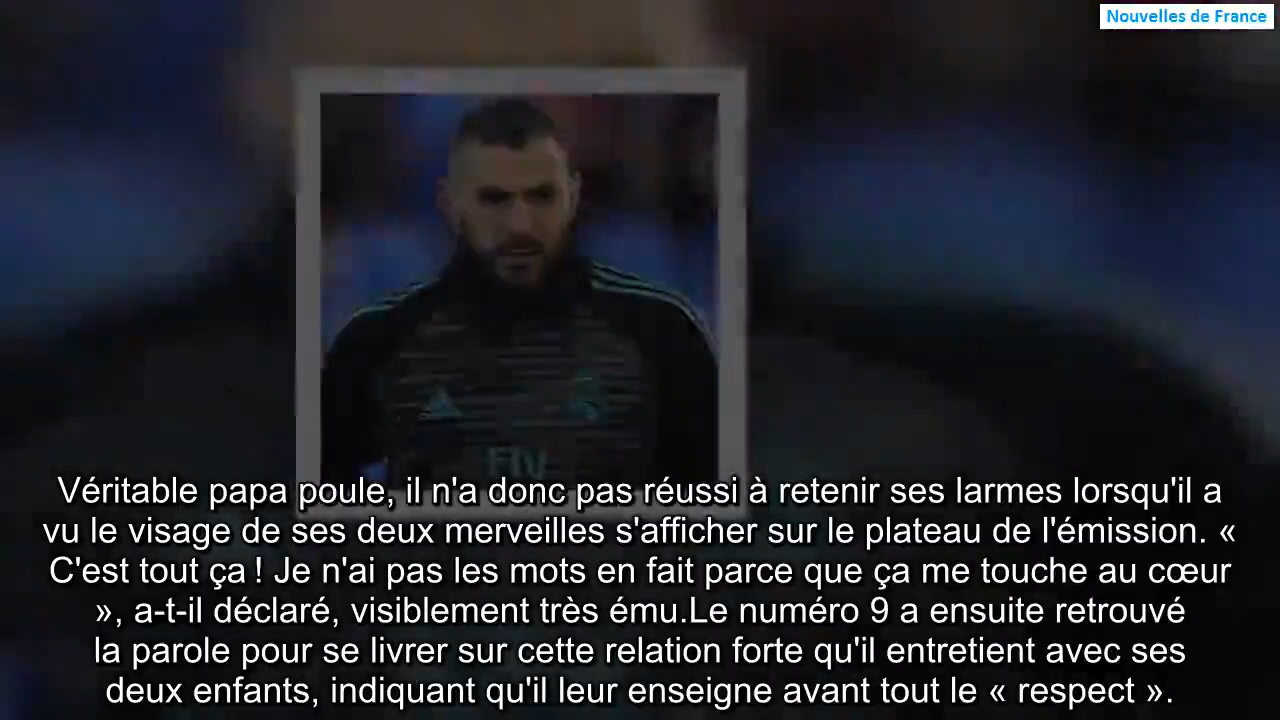 Nouvelles de France
FLY
Véritable papa poule, il n'a donc pas réussi à retenir ses larmes lorsqu'il a
vu le visage de ses deux merveilles s'afficher sur le plateau de l'émission. «
C'est tout ça ! Je n'ai pas les mots en fait parce que ça me touche au cœur
», a-t-il déclaré, visiblement très ému.Le numéro 9 a ensuite retrouvé
la parole pour se livrer sur cette relation forte qu'il entretient avec ses
deux enfants, indiquant qu'il leur enseigne avant tout le « respect ».